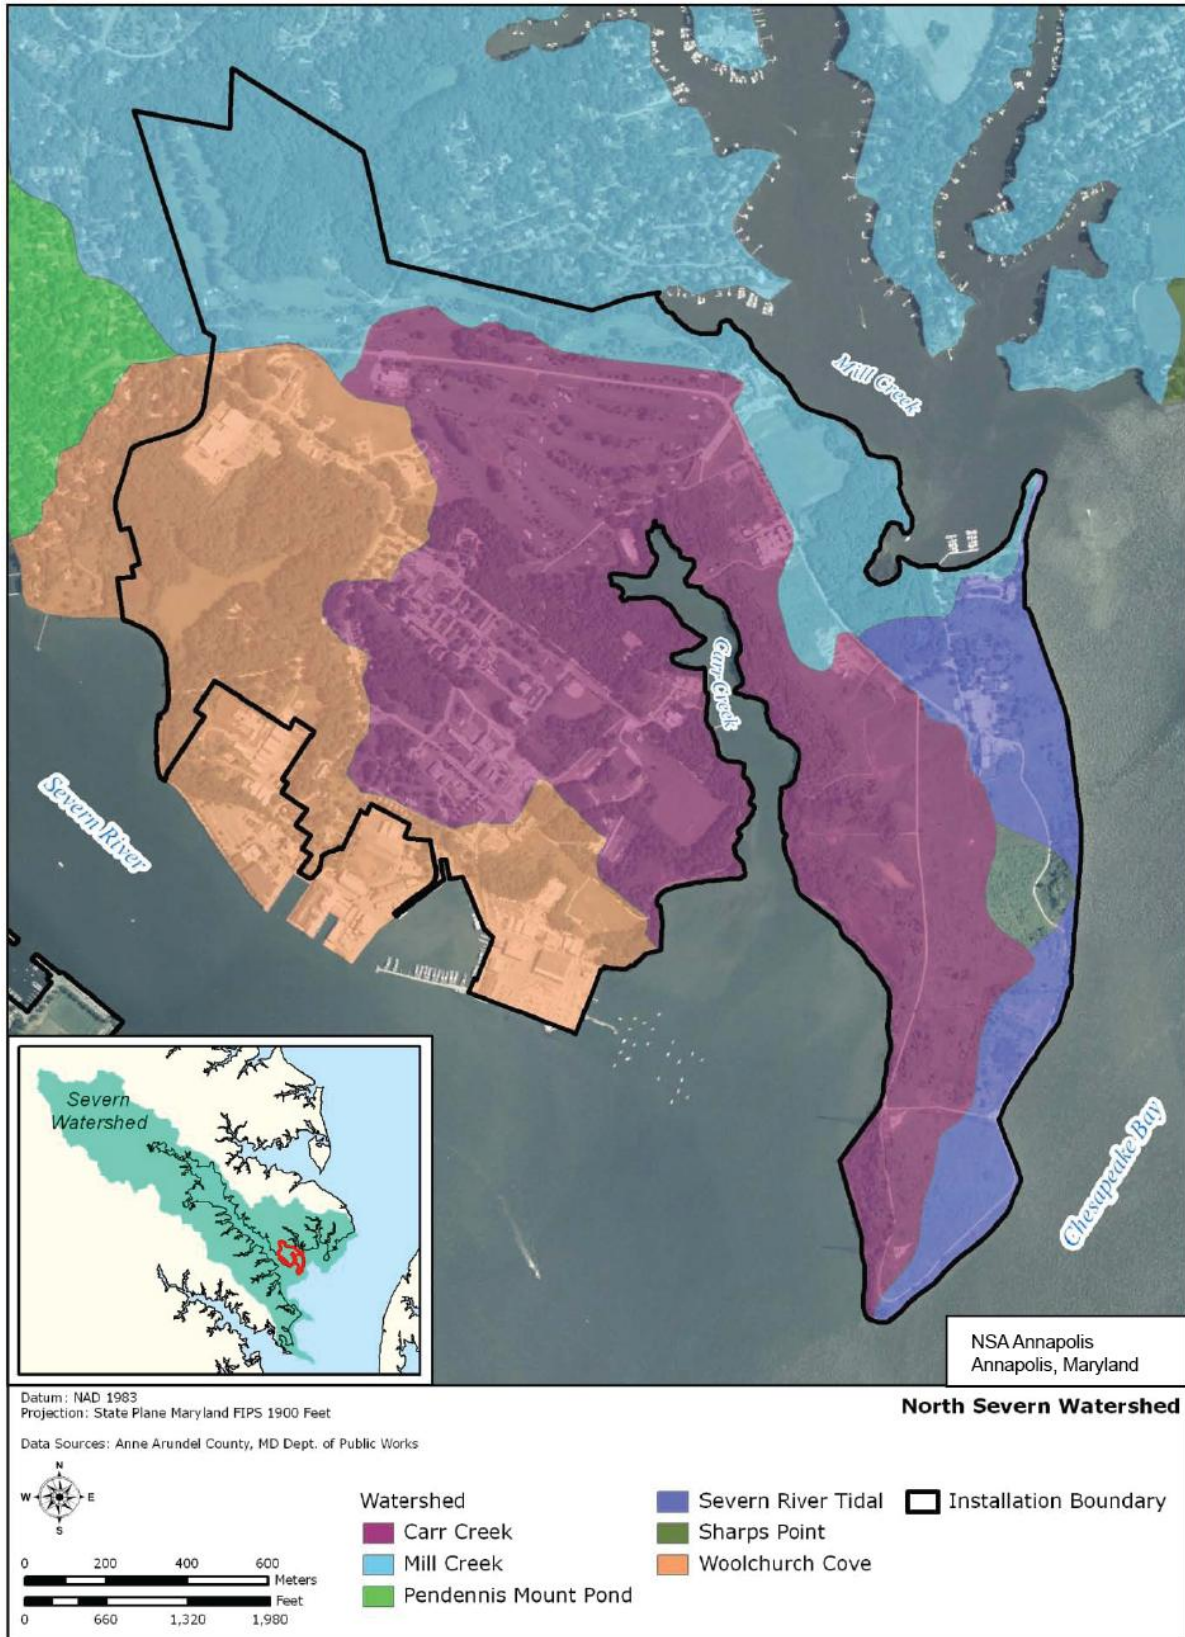 Mill Creek
Carr Creek
Severn River
Chesapeake Bay
Severn
Watershed
NSA Annapolis
Annapolis, Maryland
Datum: NAD 1983
Projection: State Plane Maryland FIPS 1900 Feet
North Severn Watershed
Data Sources: Anne Arundel County, MD Dept. of Public Works
N
W E
S
0 200 400 600
Meters
Feet
0 660 1,320 1,980
Watershed
Carr Creek
Mill Creek
Pendennis Mount Pond
Severn River Tidal
Sharps Point
Woolchurch Cove
Installation Boundary